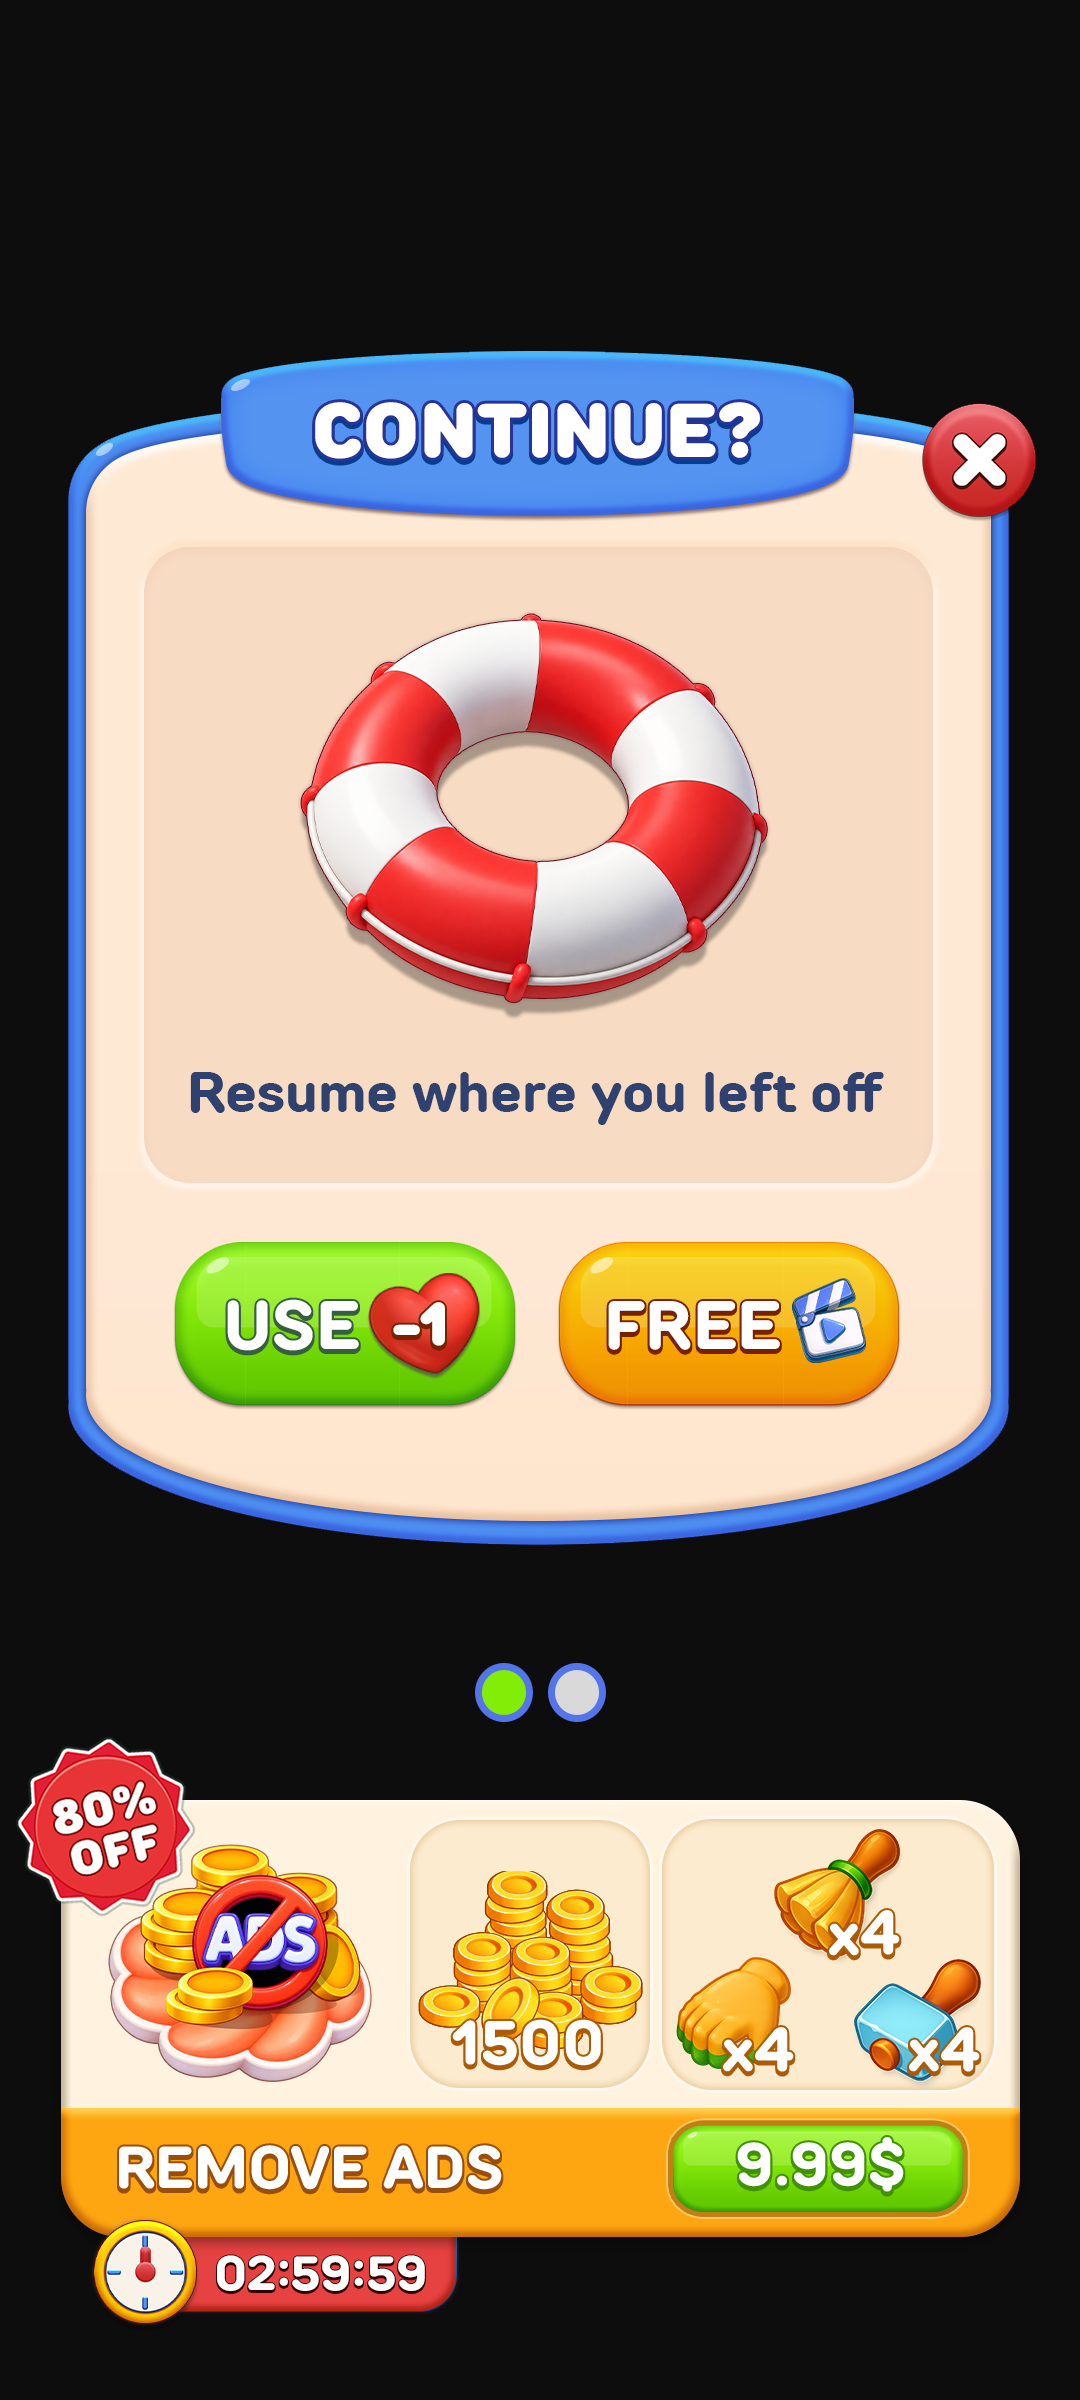 CONTINUE?
Resume where you left off
USE -1
FREE
80%
OFF
ADS
1500
x4
x4
x4
REMOVE ADS
9.99$
02:59:59